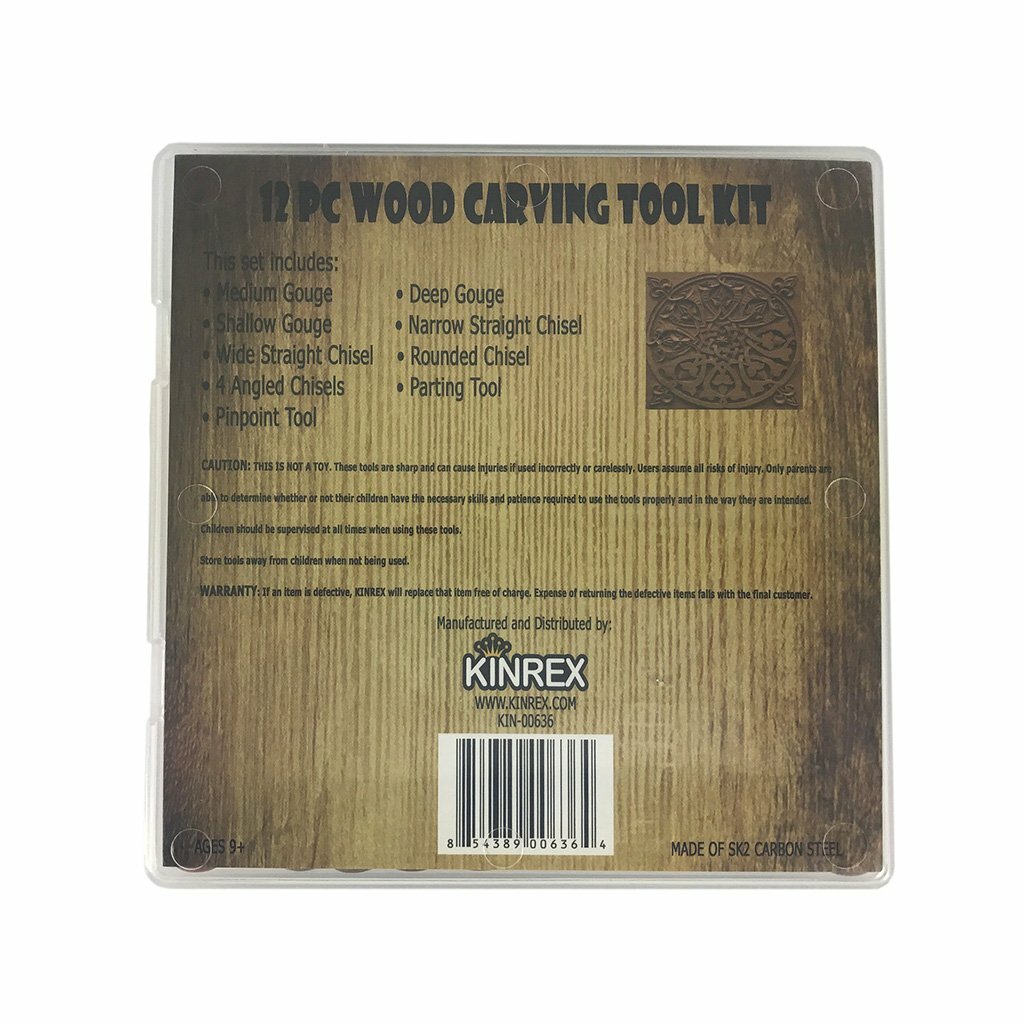 12 PC WOOD CARVING TOOL KIT
This set includes:
• Medium Gouge
• Shallow Gouge
• Wide Straight Chisel
• 4 Angled Chisels
• Pinpoint Tool
• Deep Gouge
• Narrow Straight Chisel
• Rounded Chisel
• Parting Tool
CAUTION: THIS IS NOT A TOY. These tools are sharp and can cause injuries if used incorrectly or carelessly. Users assume all risks of injury. Only parents are
able to determine whether or not their children have the necessary skills and patience required to use the tools properly and in the way they are intended.
Children should be supervised at all times when using these tools.
Store tools away from children when not being used.
WARRANTY: If an item is defective, KINREX will replace that item free of charge. Expense of returning the defective items falls with the final customer.
Manufactured and Distributed by:
KINREX
WWW.KINREX.COM
KIN-00636
8 54389 00636 4
AGES 9+
MADE OF SK2 CARBON STEEL